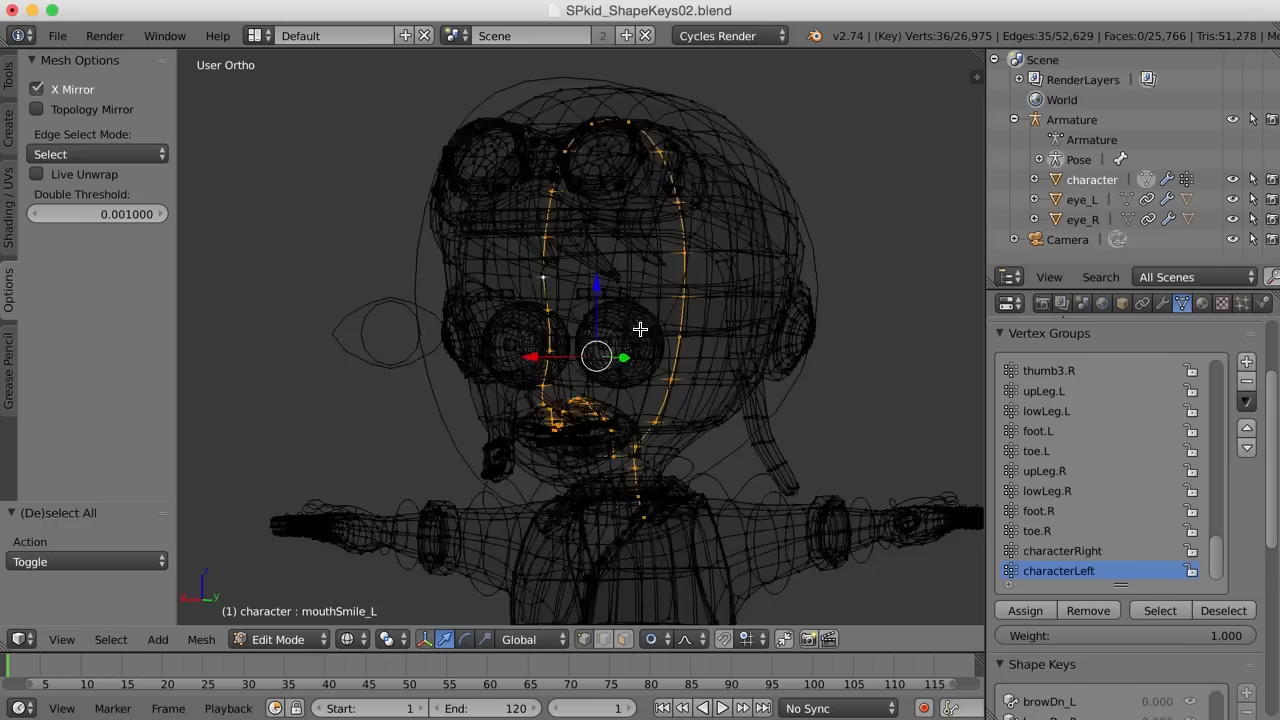 SPkid_ShapeKeys02.blend
File Render Window Help Default Scene 2 Cycles Render v2.74 | (Key) Verts:36/26,975 | Edges:35/52,629 | Faces:0/25,766 | Tris:51,278 |
Tools
Create
Shading / UVs
Options
Grease Pencil
Mesh Options
X Mirror
Topology Mirror
Edge Select Mode:
Select
Live Unwrap
Double Threshold:
0.001000
(De)select All
Action
Toggle
User Ortho
z
y
(1) character : mouthSmile_L
View Select Add Mesh Edit Mode Global
5 10 15 20 25 30 35 40 45 50 55 60 65 70 75 80 85 90 95 100 105 110 115
View Marker Frame Playback Start: 1 End: 120 1 No Sync
Scene
RenderLayers
World
Armature
Armature
Pose
character
eye_L
eye_R
Camera
View Search All Scenes
Vertex Groups
thumb3.R
upLeg.L
lowLeg.L
foot.L
toe.L
upLeg.R
lowLeg.R
foot.R
toe.R
characterRight
characterLeft
Assign Remove Select Deselect
Weight: 1.000
Shape Keys
browDn_L 0.000